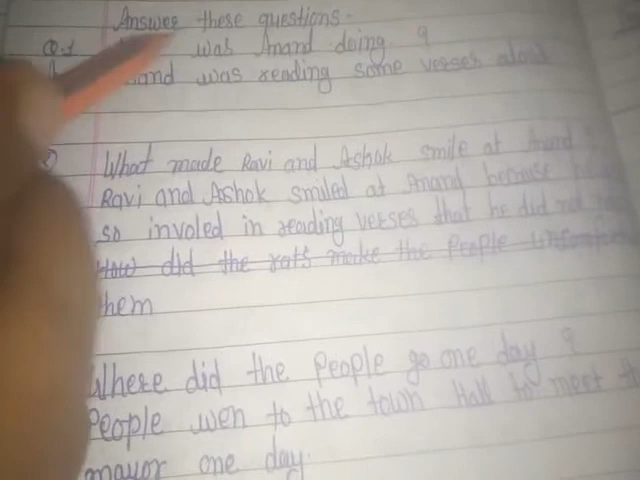 Answer these questions.
Q.1 was Anand doing ?
was reading some verses
What made Ravi and Ashok smile at Anand
Ravi and Ashok smiled at Anand because
so involed in reading verses that he did not
How did the rats make the People
them
Where did the People go one day ?
People wen to the town Hall to meet
mayor one day.